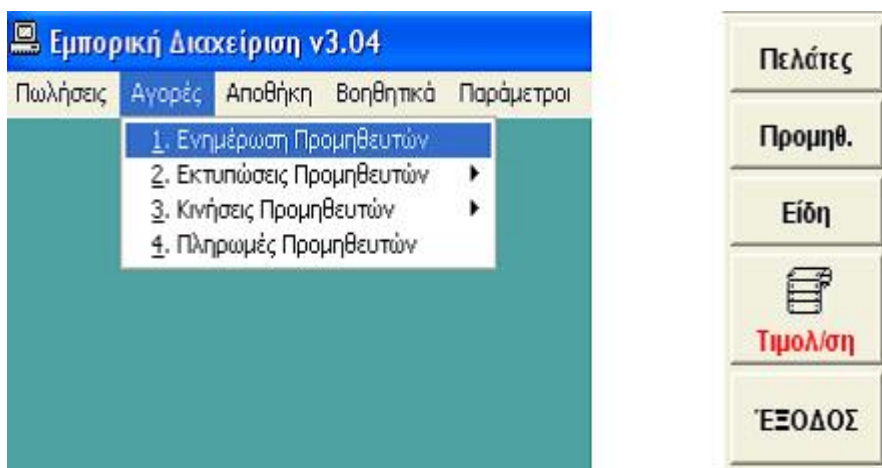 Εμπορική Διαχείριση v3.04
Πωλήσεις Αγορές Αποθήκη Βοηθητικά Παράμετροι
1. Ενημέρωση Προμηθευτών
2. Εκτυπώσεις Προμηθευτών
3. Κινήσεις Προμηθευτών
4. Πληρωμές Προμηθευτών
Πελάτες
Προμηθ.
Είδη
Τιμολ/ση
ΈΞΟΔΟΣ